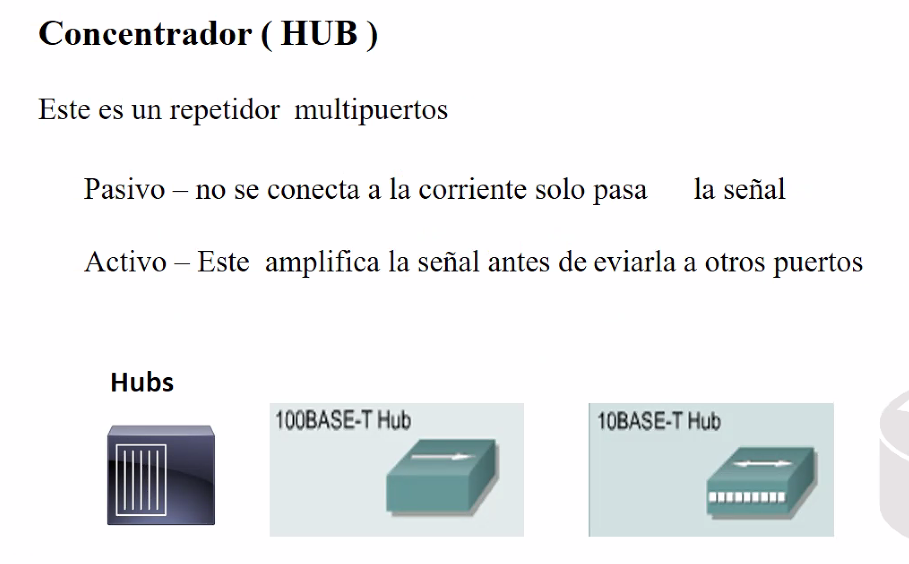 Concentrador ( HUB )
Este es un repetidor multipuertos
Pasivo – no se conecta a la corriente solo pasa la señal
Activo – Este amplifica la señal antes de eviarla a otros puertos
Hubs
100BASE-T Hub
10BASE-T Hub